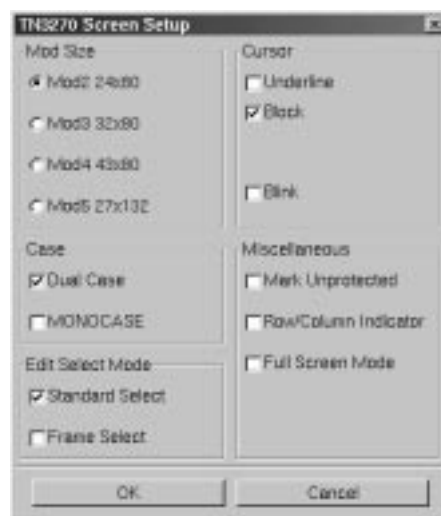 TN3270 Screen Setup
Mod Size
Mod2 24x80
Mod3 32x80
Mod4 43x80
Mod5 27x132
Cursor
Underline
Block
Blink
Case
Dual Case
MONOCASE
Miscellaneous
Mark Unprotected
Row/Column Indicator
Full Screen Mode
Edit Select Mode
Standard Select
Frame Select
OK
Cancel